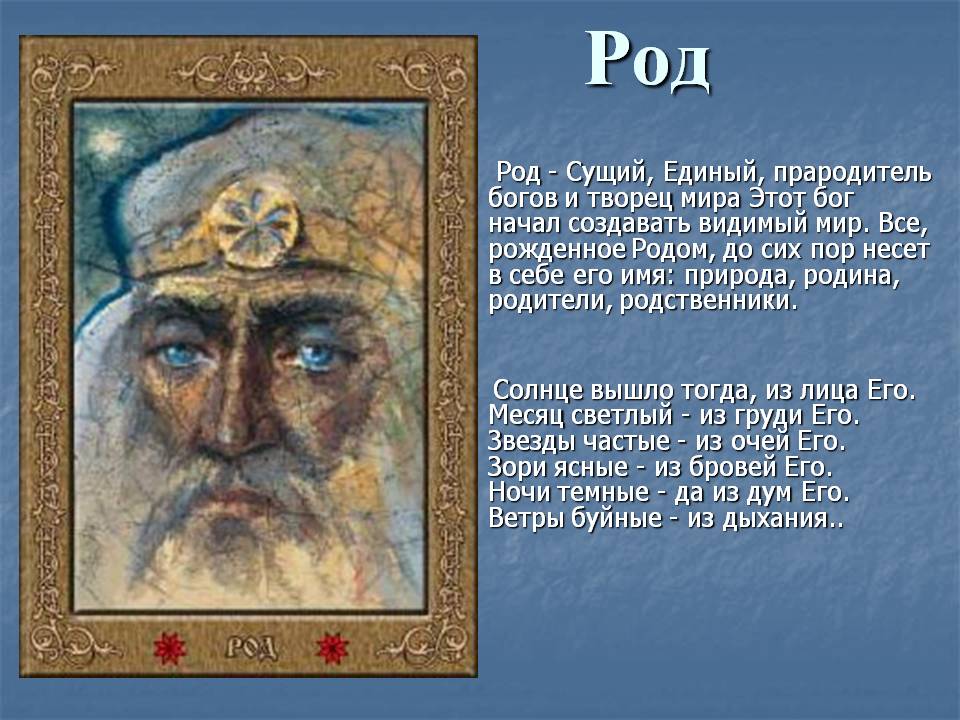 Род
Род - Сущий, Единый, прародитель
богов и творец мира Этот бог
начал создавать видимый мир. Все,
рожденное Родом, до сих пор несет
в себе его имя: природа, родина,
родители, родственники.
Солнце вышло тогда, из лица Его.
Месяц светлый - из груди Его.
Звезды частые - из очей Его.
Зори ясные - из бровей Его.
Ночи темные - да из дум Его.
Ветры буйные - из дыхания..
РОД